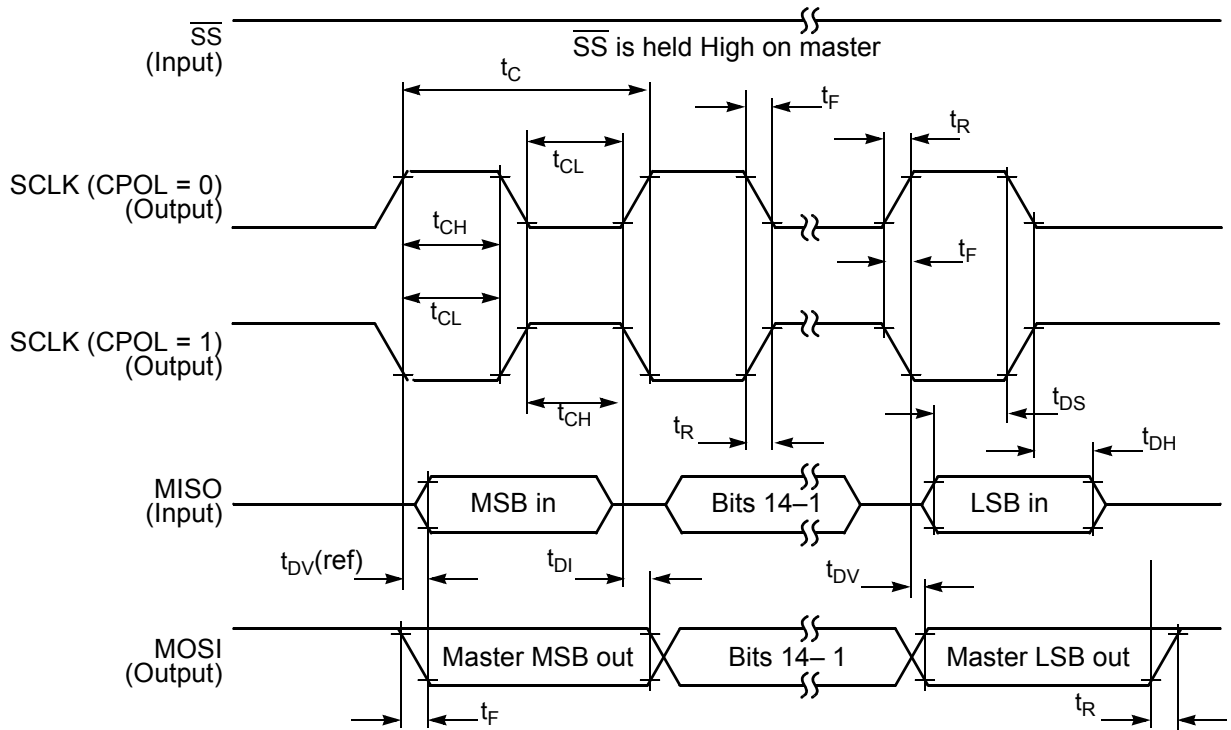 SS
(Input)
SS is held High on master
tC
tF
tR
tCL
SCLK (CPOL = 0)
(Output)
tCH
tF
tCL
SCLK (CPOL = 1)
(Output)
tCH
tDS
tR
tDH
MISO
(Input)
MSB in
Bits 14–1
LSB in
tDV(ref)
tDI
tDV
MOSI
(Output)
Master MSB out
Bits 14– 1
Master LSB out
tF
tR